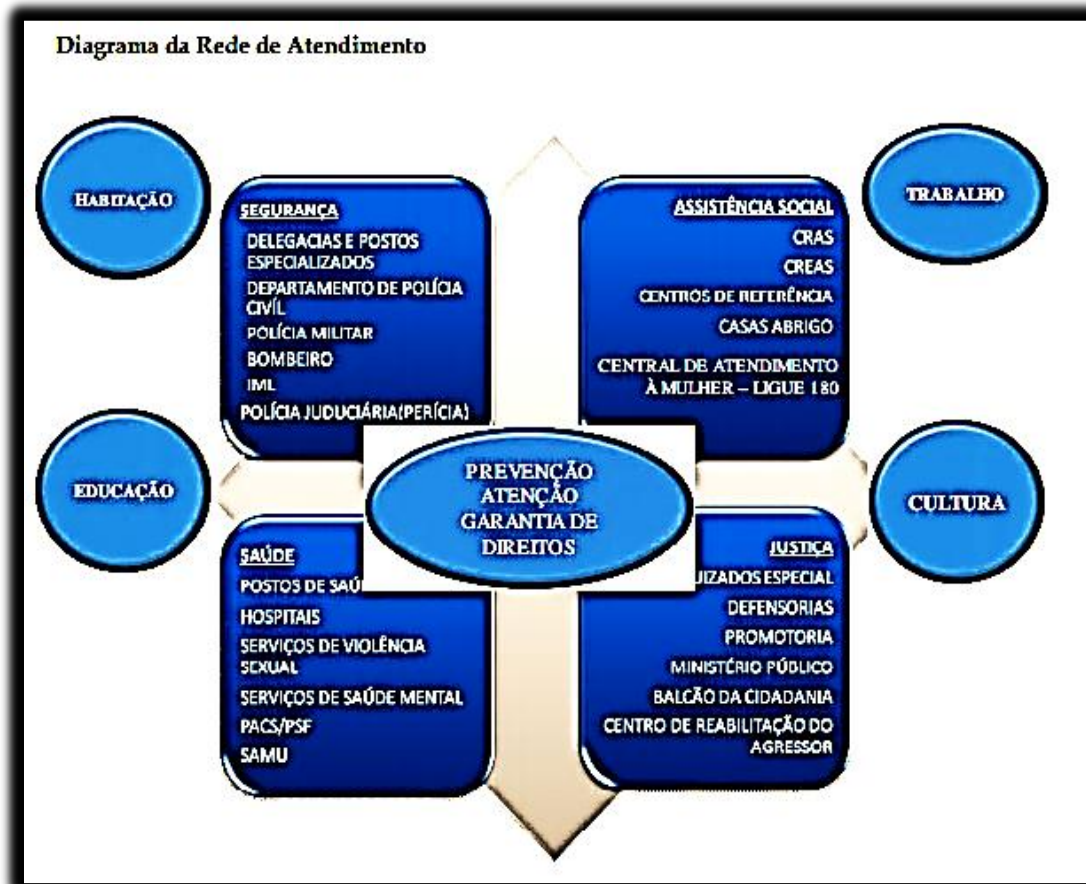 Diagrama da Rede de Atendimento
HABITAÇÃO
SEGURANÇA
DELEGACIAS E POSTOS
ESPECIALIZADOS
DEPARTAMENTO DE POLÍCIA
CIVÍL
POLÍCIA MILITAR
BOMBEIRO
IML
POLÍCIA JUDUCIÁRIA(PERÍCIA)
ASSISTÊNCIA SOCIAL
CRAS
CREAS
CENTROS DE REFERÊNCIA
CASAS ABRIGO
CENTRAL DE ATENDIMENTO
À MULHER – LIGUE 180
TRABALHO
EDUCAÇÃO
PREVENÇÃO
ATENÇÃO
GARANTIA DE
DIREITOS
CULTURA
SAÚDE
POSTOS DE
HOSPITAIS
SERVIÇOS DE VIOLÊNCIA
SEXUAL
SERVIÇOS DE SAÚDE MENTAL
PACS/PSF
SAMU
JUSTIÇA
ESPECIAL
DEFENSORIAS
PROMOTORIA
MINISTÉRIO PÚBLICO
BALCÃO DA CIDADANIA
CENTRO DE REABILITAÇÃO DO
AGRESSOR